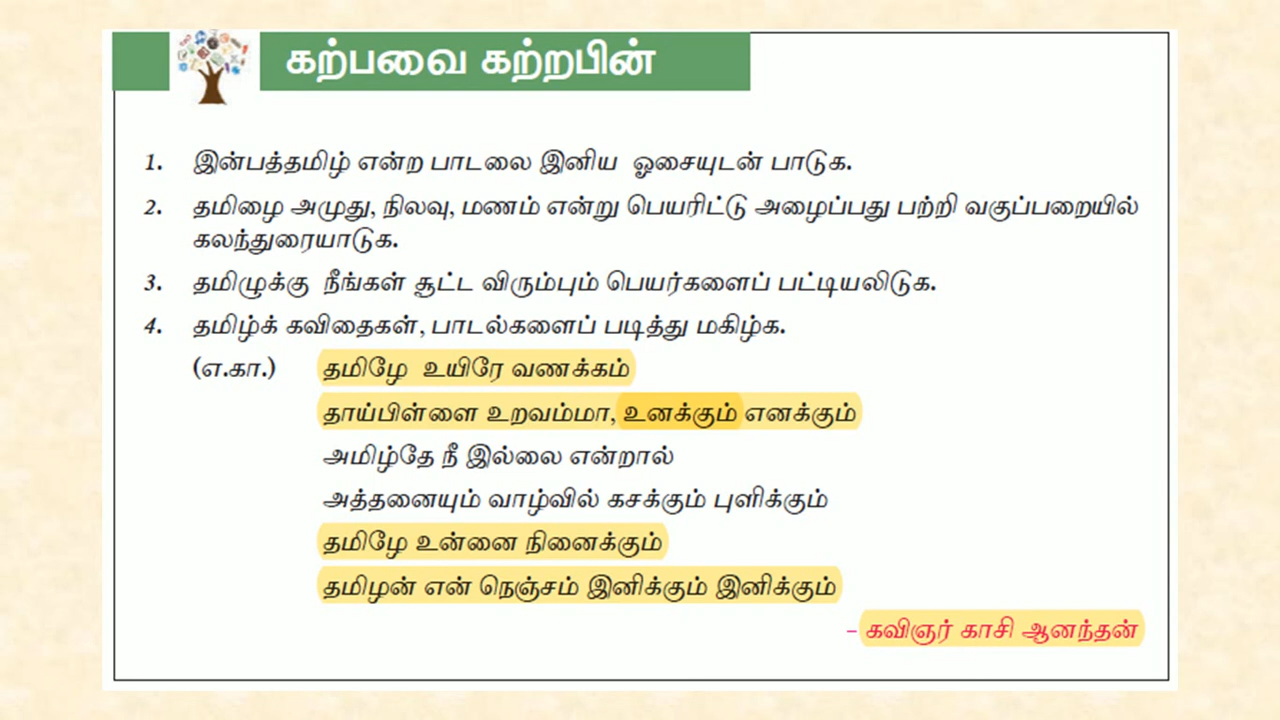 கற்பவை கற்றபின்
1. இன்பத்தமிழ் என்ற பாடலை இனிய ஓசையுடன் பாடுக.
2. தமிழை அமுது, நிலவு, மணம் என்று பெயரிட்டு அழைப்பது பற்றி வகுப்பறையில்
கலந்துரையாடுக.
3. தமிழுக்கு நீங்கள் சூட்ட விரும்பும் பெயர்களைப் பட்டியலிடுக.
4. தமிழ்க் கவிதைகள், பாடல்களைப் படித்து மகிழ்க.
(எ.கா.) தமிழே உயிரே வணக்கம்
தாய்பிள்ளை உறவம்மா, உனக்கும் எனக்கும்
அமிழ்தே நீ இல்லை என்றால்
அத்தனையும் வாழ்வில் கசக்கும் புளிக்கும்
தமிழே உன்னை நினைக்கும்
தமிழன் என் நெஞ்சம் இனிக்கும் இனிக்கும்
– கவிஞர் காசி ஆனந்தன்